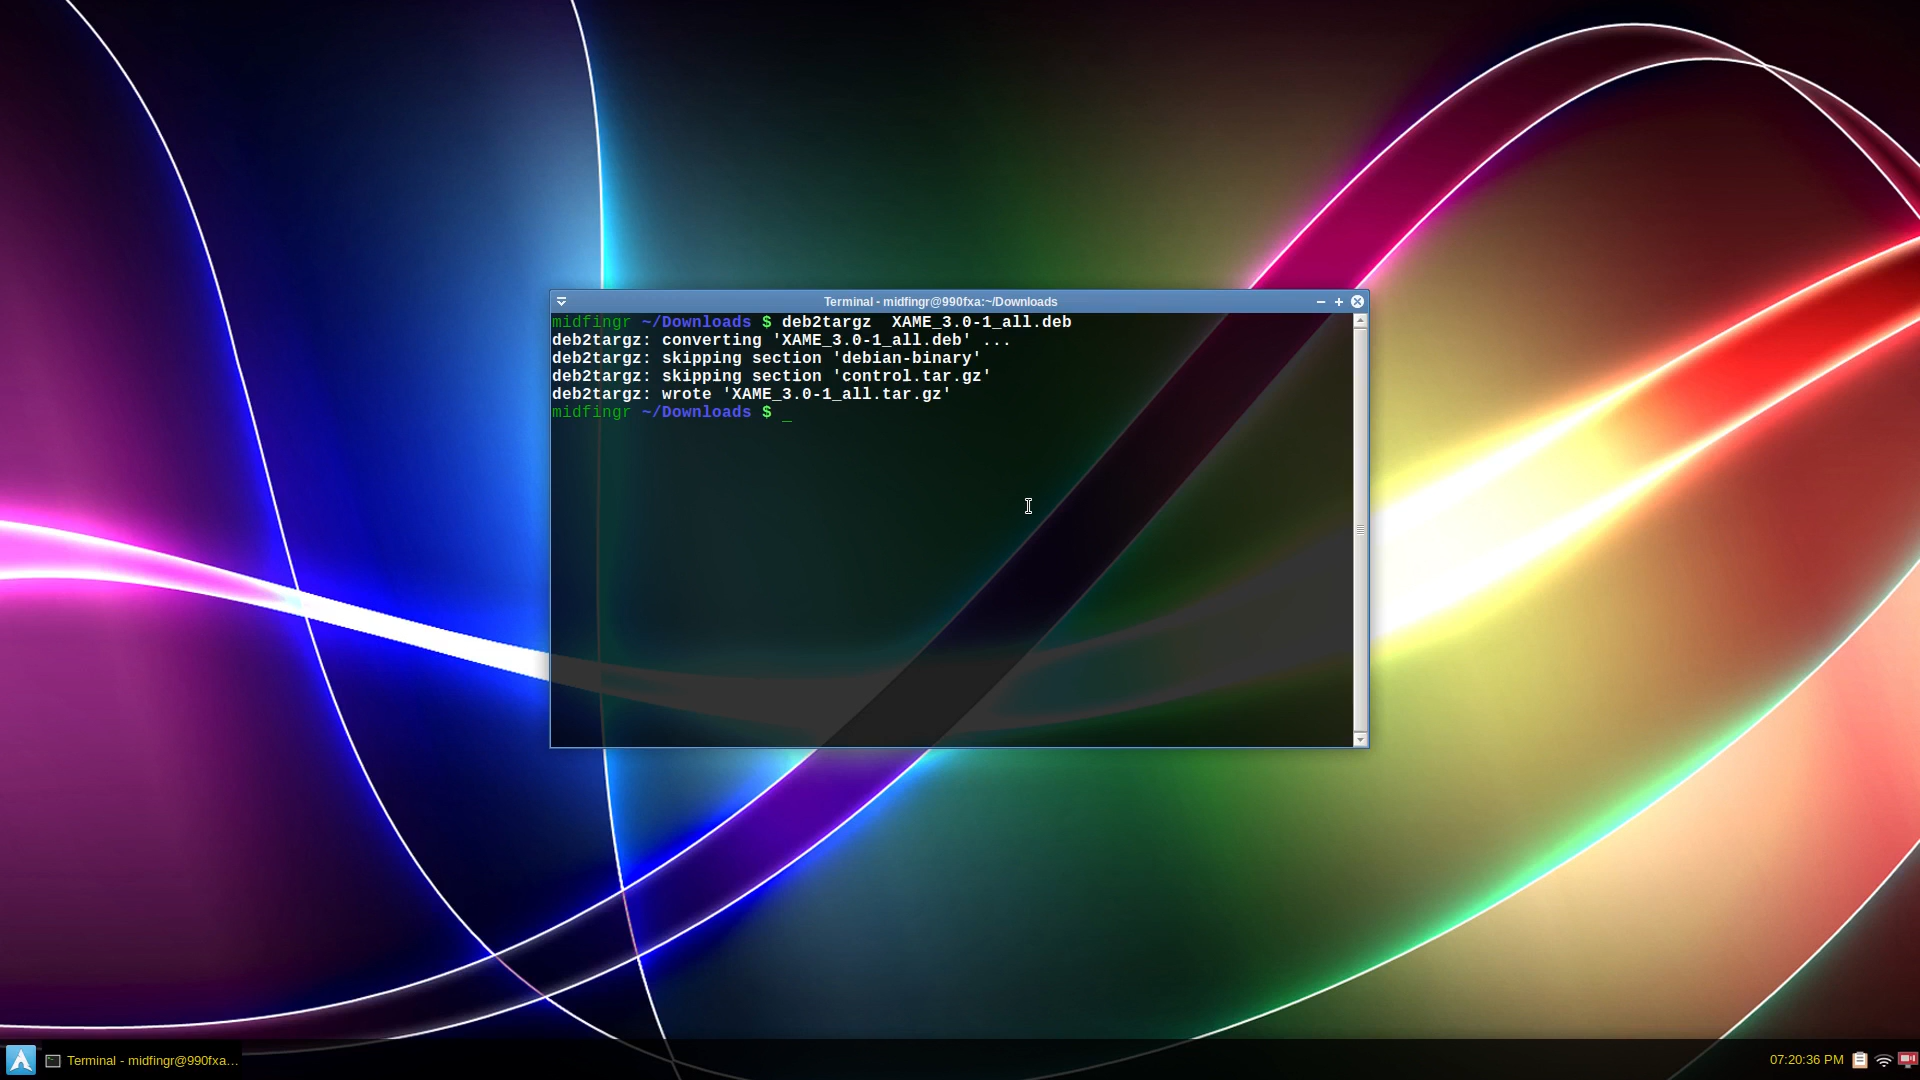 Terminal - midfingr@990fxa:~/Downloads
midfingr ~/Downloads $ deb2targz  XAME_3.0-1_all.deb
deb2targz: converting 'XAME_3.0-1_all.deb' ...
deb2targz: skipping section 'debian-binary'
deb2targz: skipping section 'control.tar.gz'
deb2targz: wrote 'XAME_3.0-1_all.tar.gz'
midfingr ~/Downloads $ _
Terminal - midfingr@990fxa...
07:20:36 PM